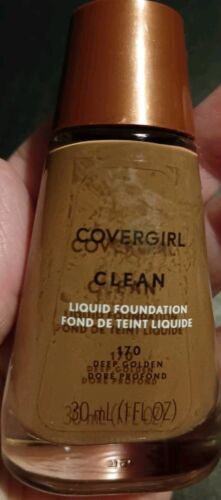 COVERGIRL
CLEAN
LIQUID FOUNDATION
FOND DE TEINT LIQUIDE
170
DEEP GOLDEN
DORÉ PROFOND
30 mL (1 FL OZ)